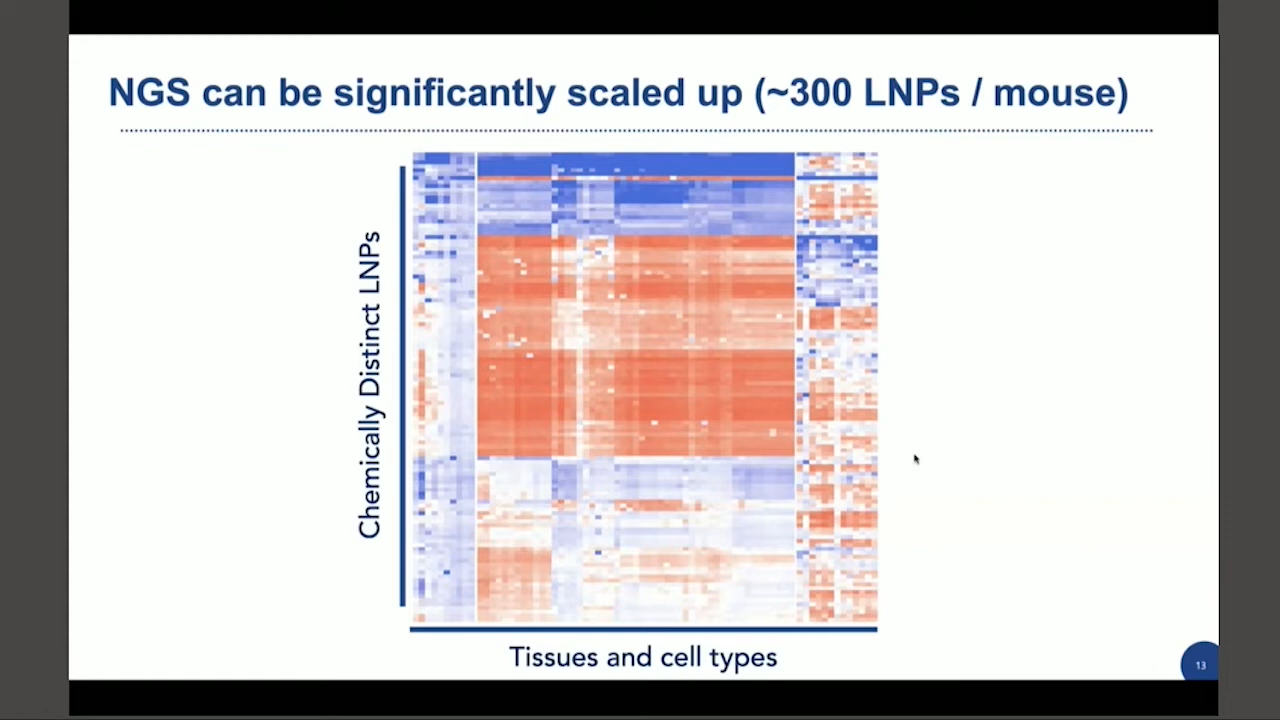 NGS can be significantly scaled up (~300 LNPs / mouse)
Chemically Distinct LNPs
Tissues and cell types
13